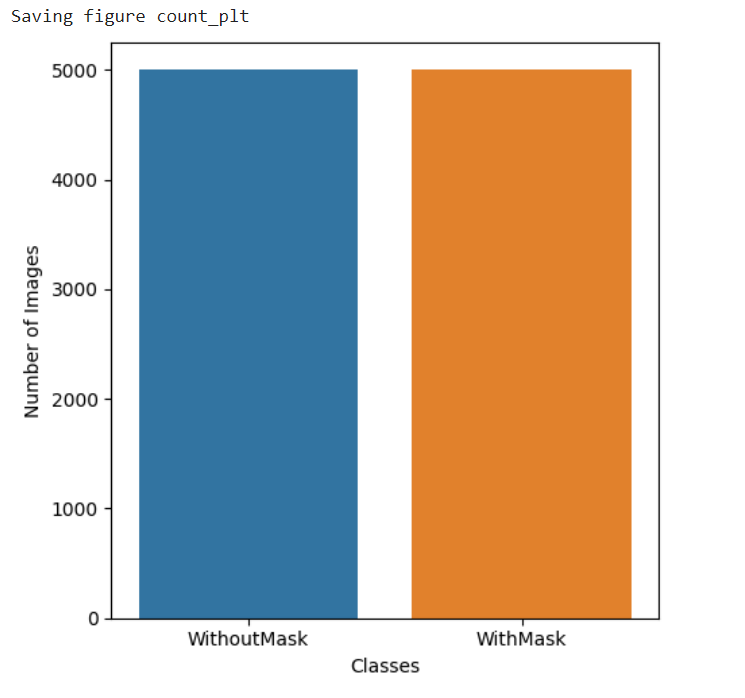 Saving figure count_plt
5000
4000
3000
2000
1000
0
Number of Images
WithoutMask WithMask
Classes